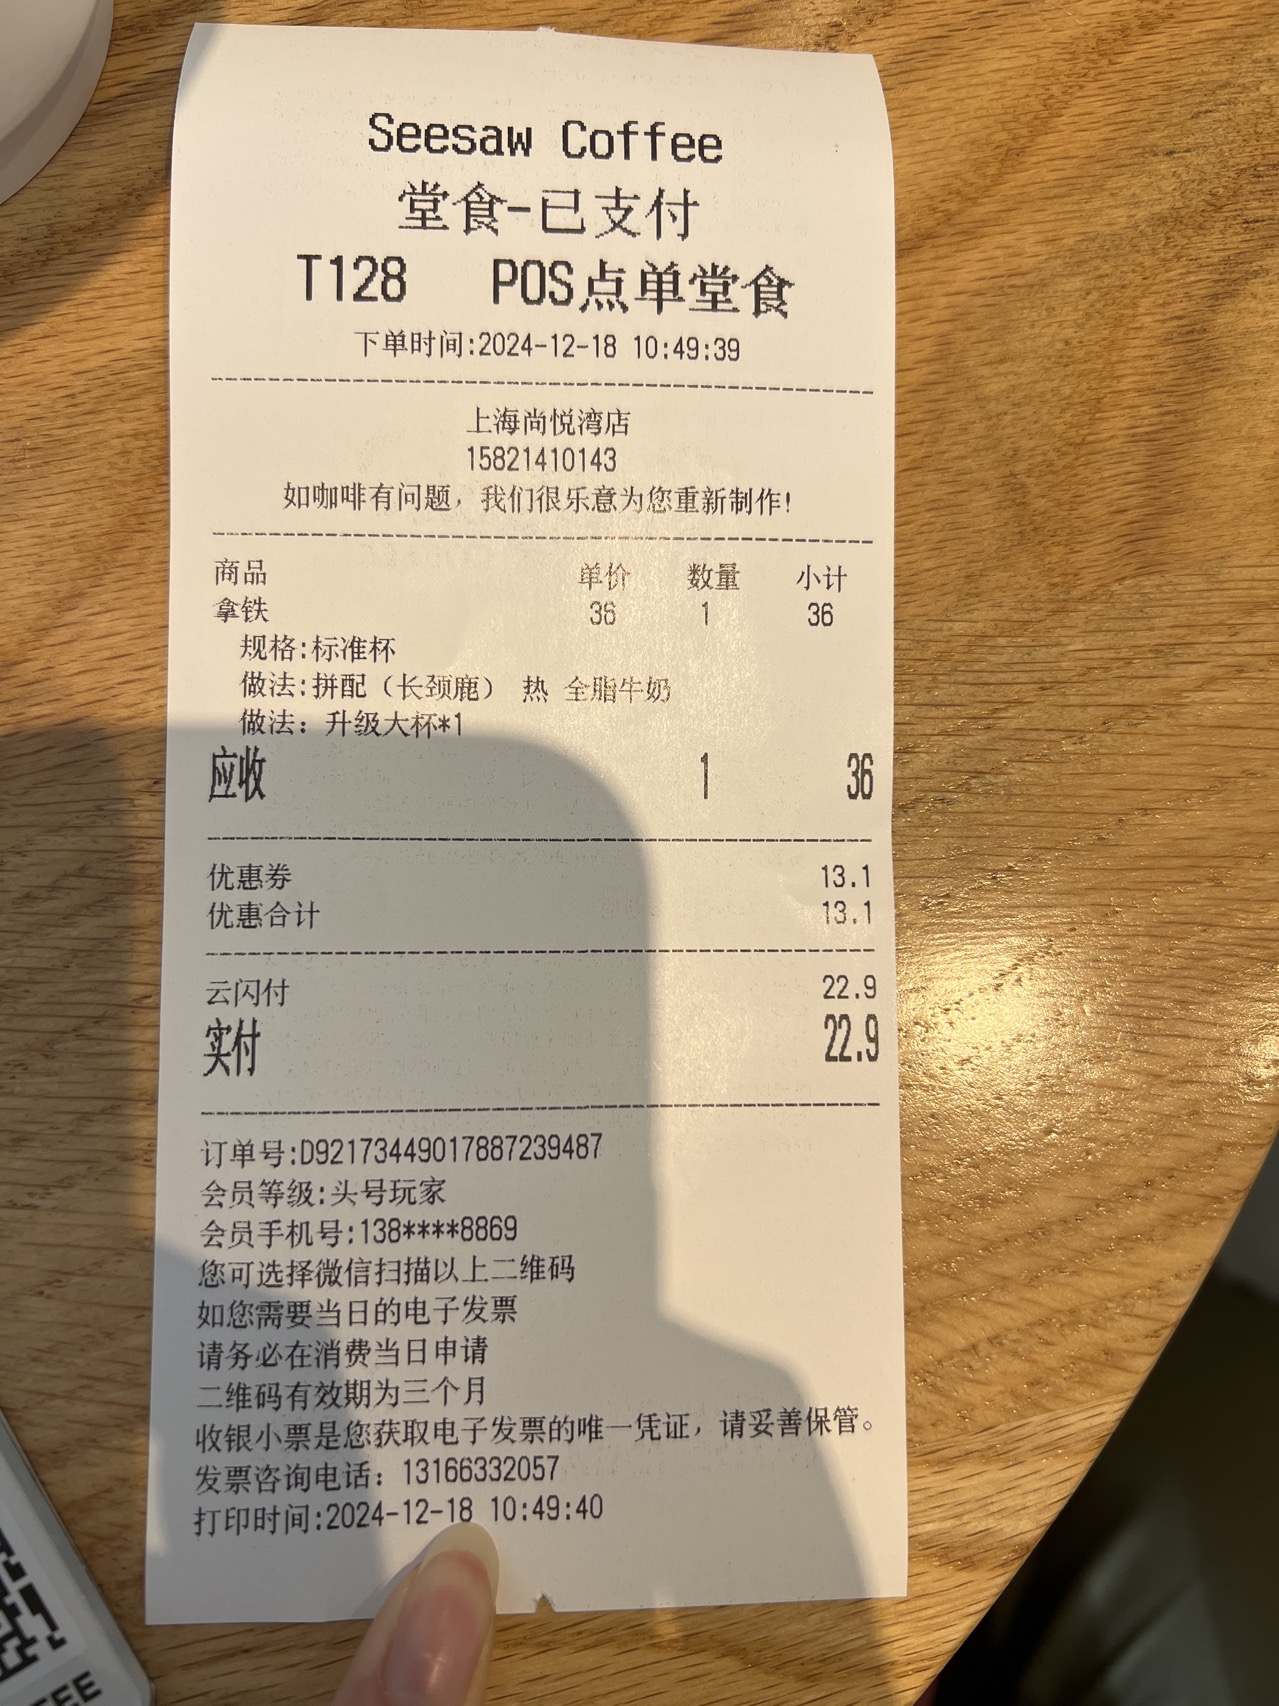 Seesaw Coffee
堂食-已支付
T128 POS点单堂食
下单时间:2024-12-18 10:49:39
上海尚悦湾店
15821410143
如咖啡有问题，我们很乐意为您重新制作!
商品 单价 数量 小计
拿铁 36 1 36
规格:标准杯
做法:拼配（长颈鹿） 热 全脂牛奶
做法：升级大杯*1
应收 1 36
优惠券 13.1
优惠合计 13.1
云闪付 22.9
实付 22.9
订单号:D92173449017887239487
会员等级:头号玩家
会员手机号:138****8869
您可选择微信扫描以上二维码
如您需要当日的电子发票
请务必在消费当日申请
二维码有效期为三个月
收银小票是您获取电子发票的唯一凭证，请妥善保管。
发票咨询电话：13166332057
打印时间:2024-12-18 10:49:40